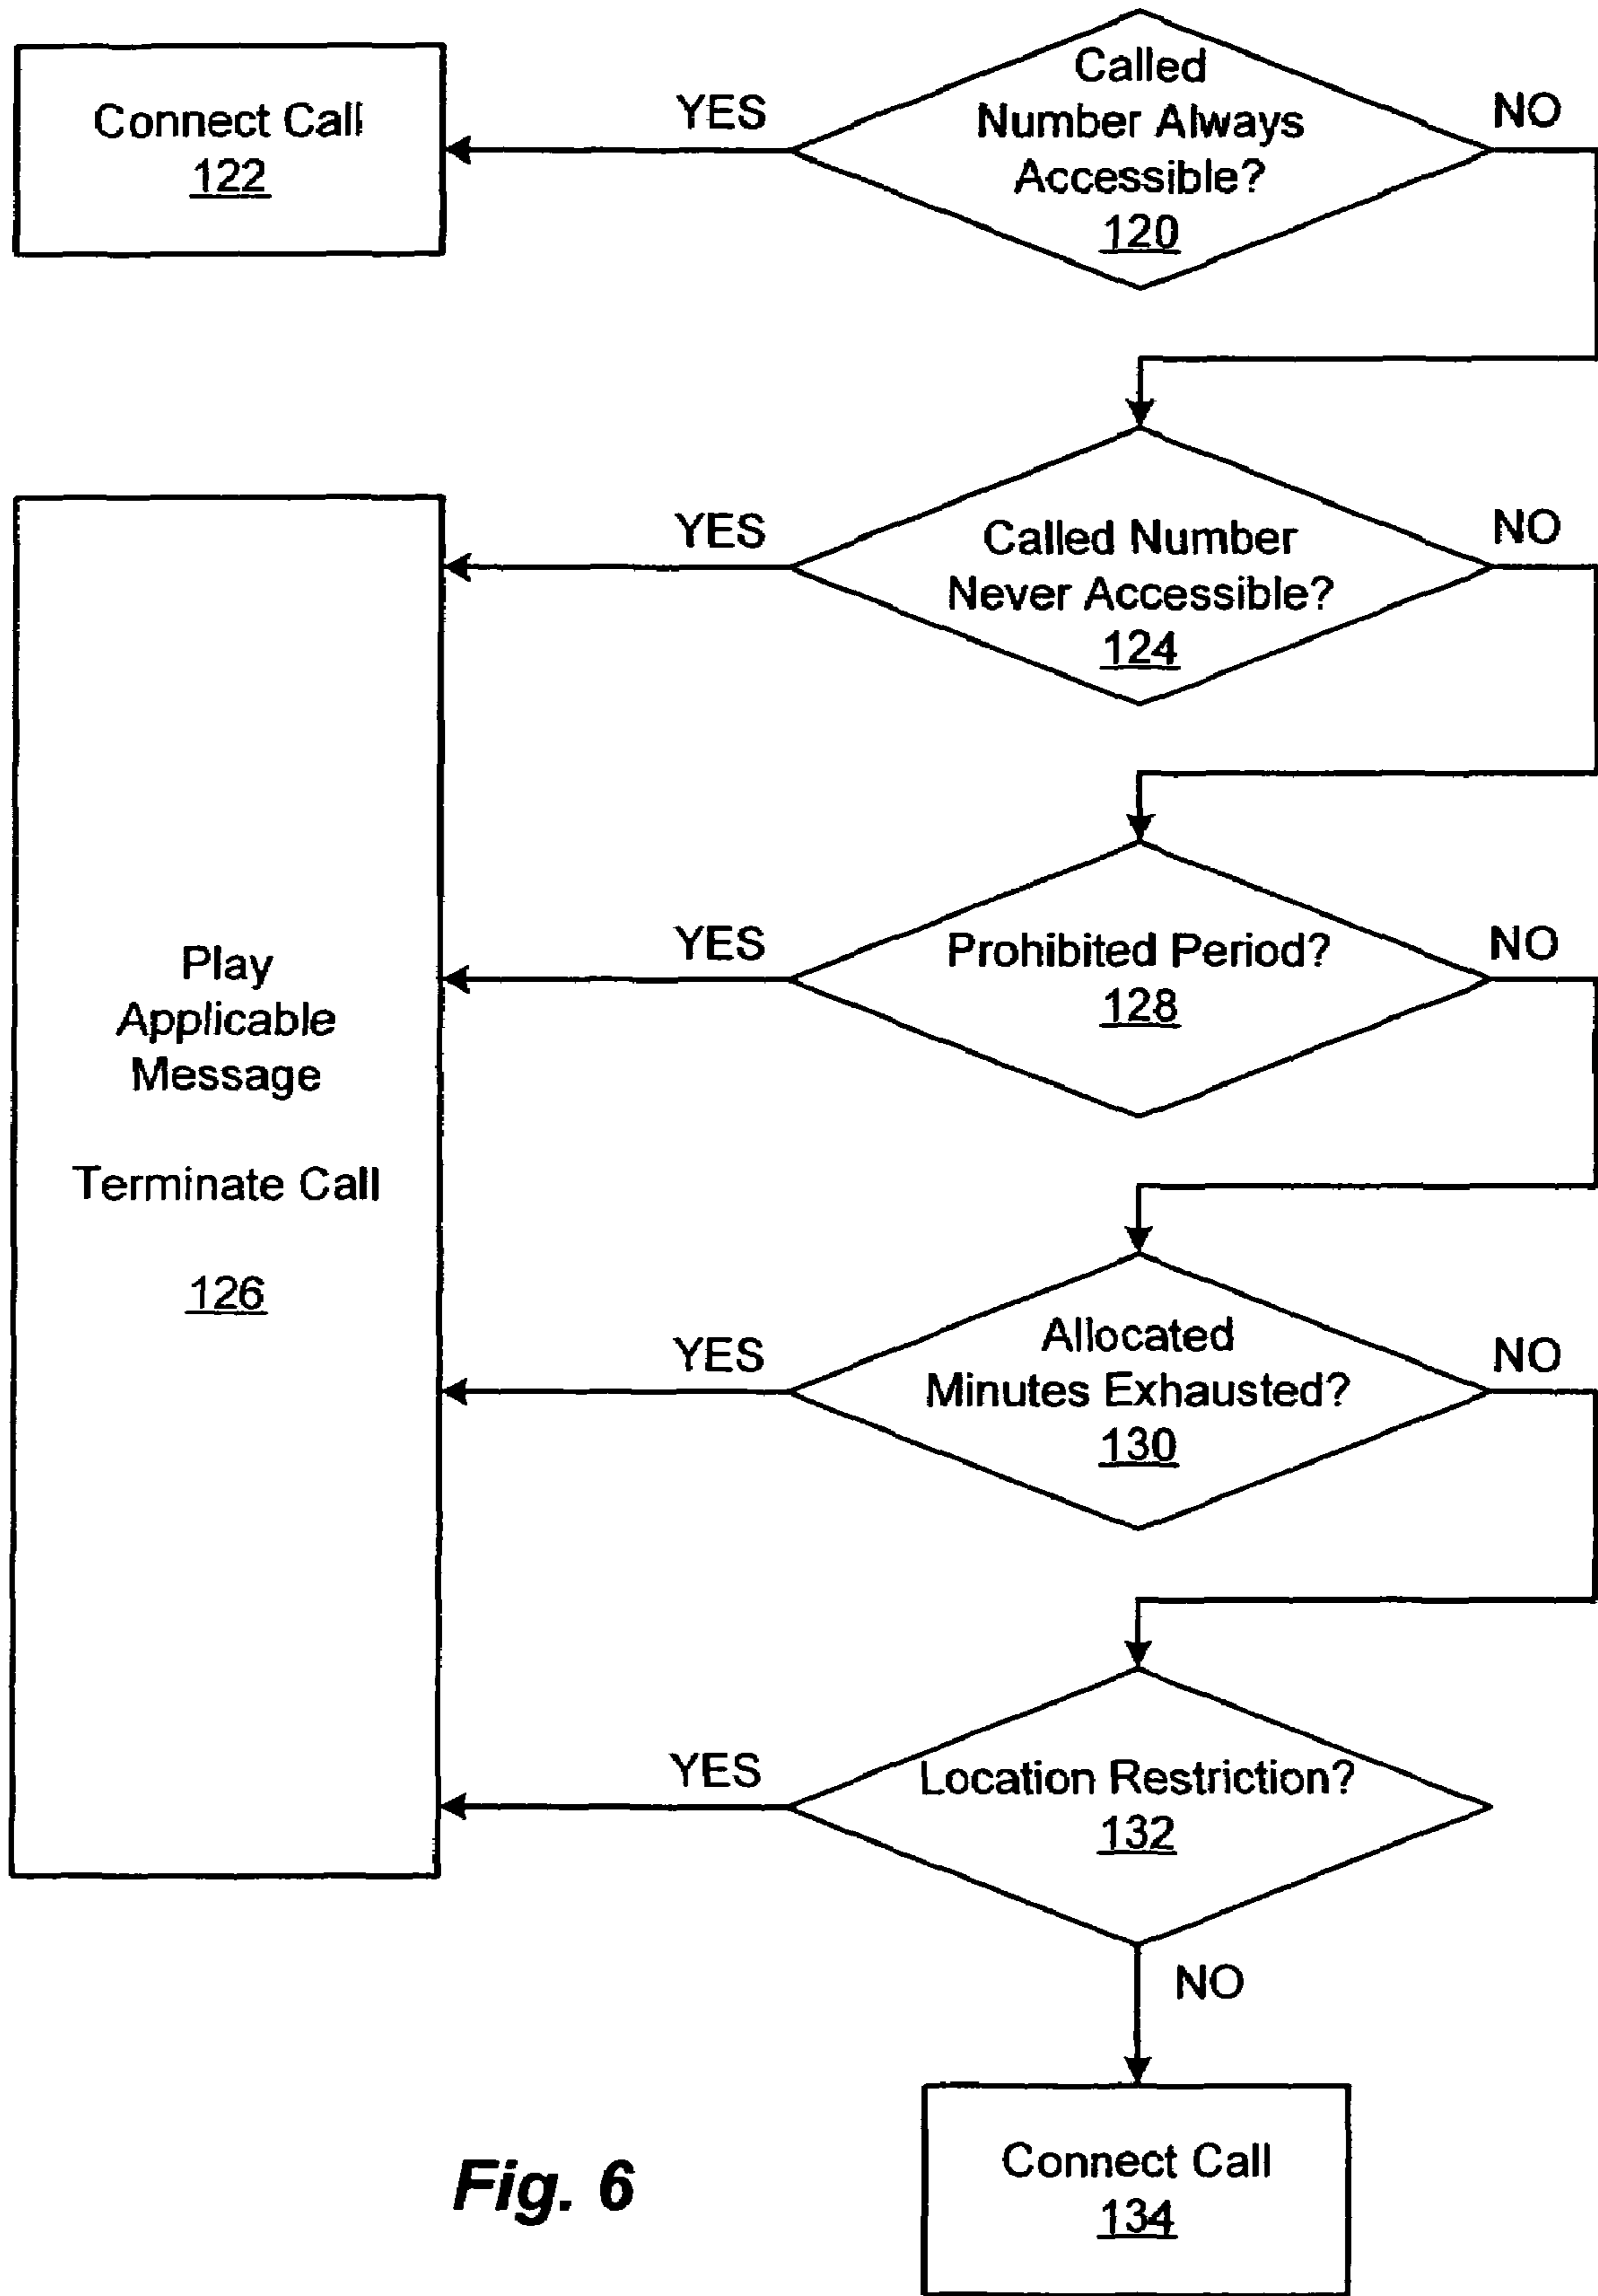 Connect Call
122
YES
Called
Number Always
Accessible?
120
NO
YES
Called Number
Never Accessible?
124
NO
Play
Applicable
Message
Terminate Call
126
YES
Prohibited Period?
128
NO
YES
Allocated
Minutes Exhausted?
130
NO
YES
Location Restriction?
132
NO
Connect Call
134
Fig. 6